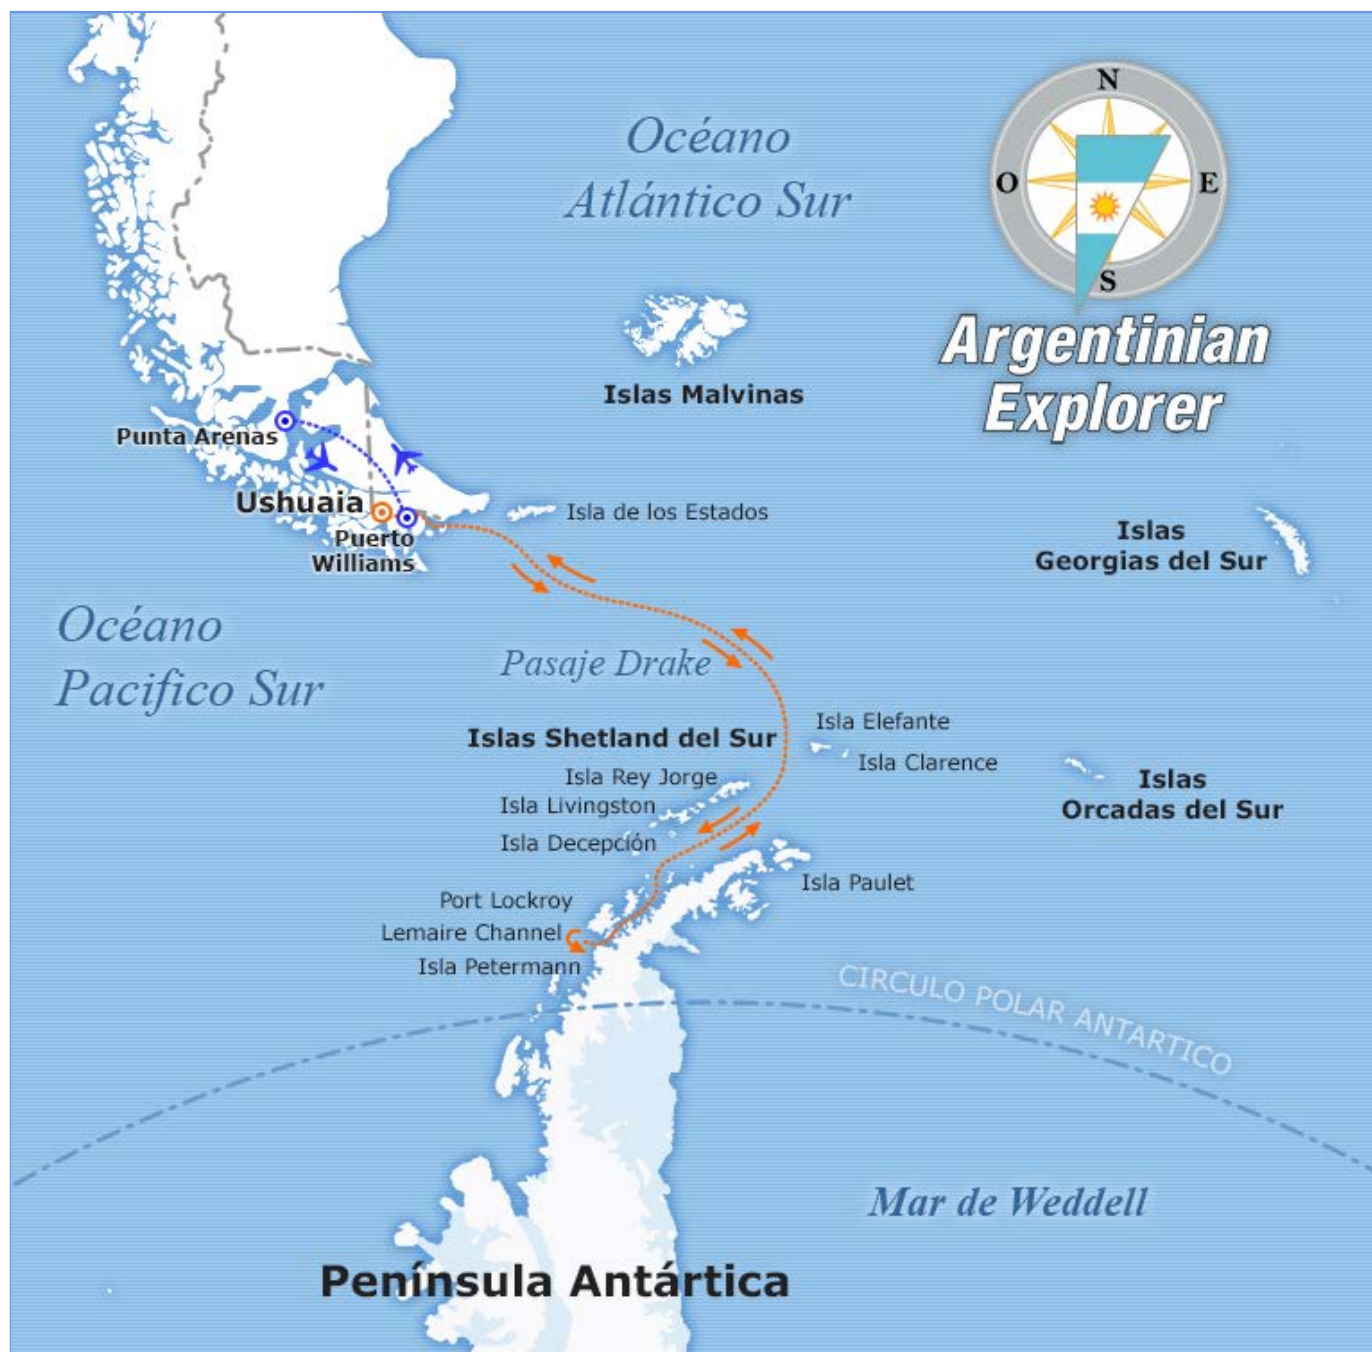 Océano
Atlántico Sur
N
O
E
S
Argentinian
Explorer
Islas Malvinas
Punta Arenas
Ushuaia
Puerto
Williams
Isla de los Estados
Islas
Georgias del Sur
Océano
Pacifico Sur
Pasaje Drake
Islas Shetland del Sur
Isla Elefante
Isla Clarence
Isla Rey Jorge
Isla Livingston
Isla Decepción
Islas
Orcadas del Sur
Isla Paulet
Port Lockroy
Lemaire Channel
Isla Petermann
CIRCULO POLAR ANTARTICO
Mar de Weddell
Península Antártica